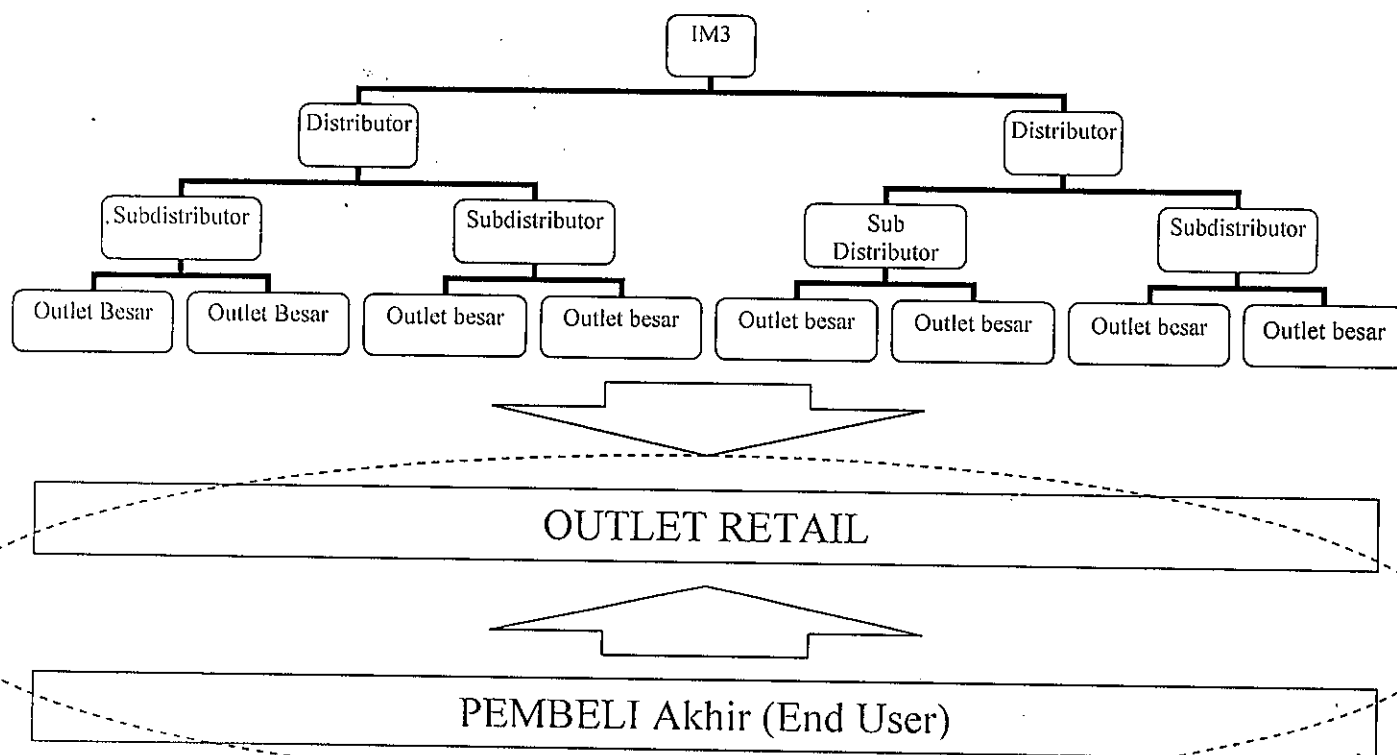 IM3
Distributor
Distributor
Subdistributor
Subdistributor
Sub
Distributor
Subdistributor
Outlet Besar
Outlet Besar
Outlet besar
Outlet besar
Outlet besar
Outlet besar
Outlet besar
Outlet besar
OUTLET RETAIL
PEMBELI Akhir (End User)